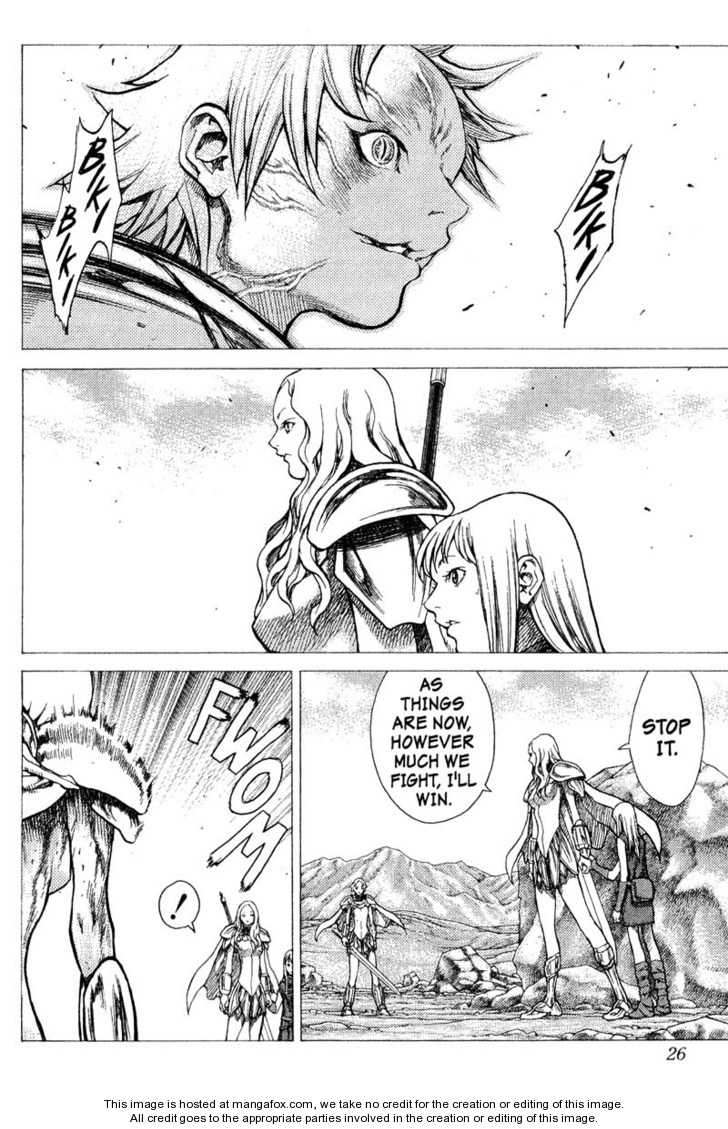 BIKI
BIKI
BIKI
STOP
IT.
AS
THINGS
ARE NOW,
HOWEVER
MUCH WE
FIGHT, I'LL
WIN.
FWOM
!
26
This image is hosted at mangafox.com, we take no credit for the creation or editing of this image.
All credit goes to the appropriate parties involved in the creation or editing of this image.